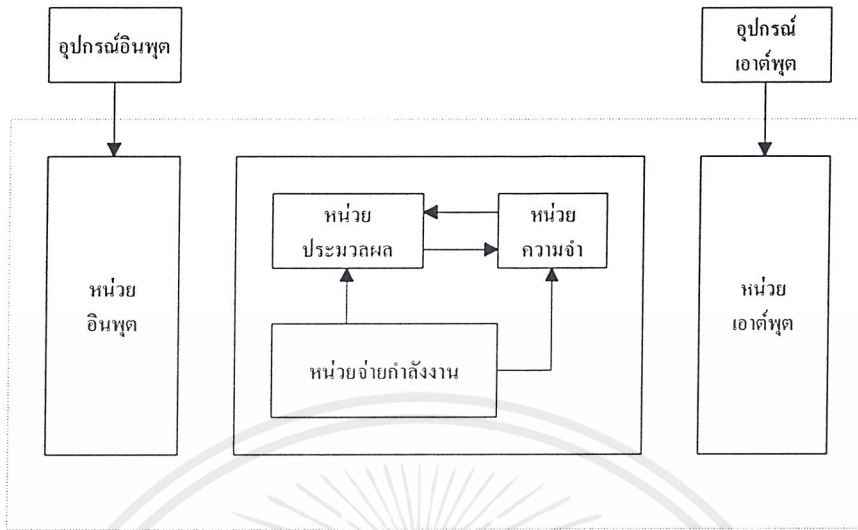 อุปกรณ์อินพุต
อุปกรณ์
เอาต์พุต
หน่วย
ประมวลผล
หน่วย
ความจำ
หน่วย
อินพุต
หน่วยจ่ายกำลังงาน
หน่วย
เอาต์พุต